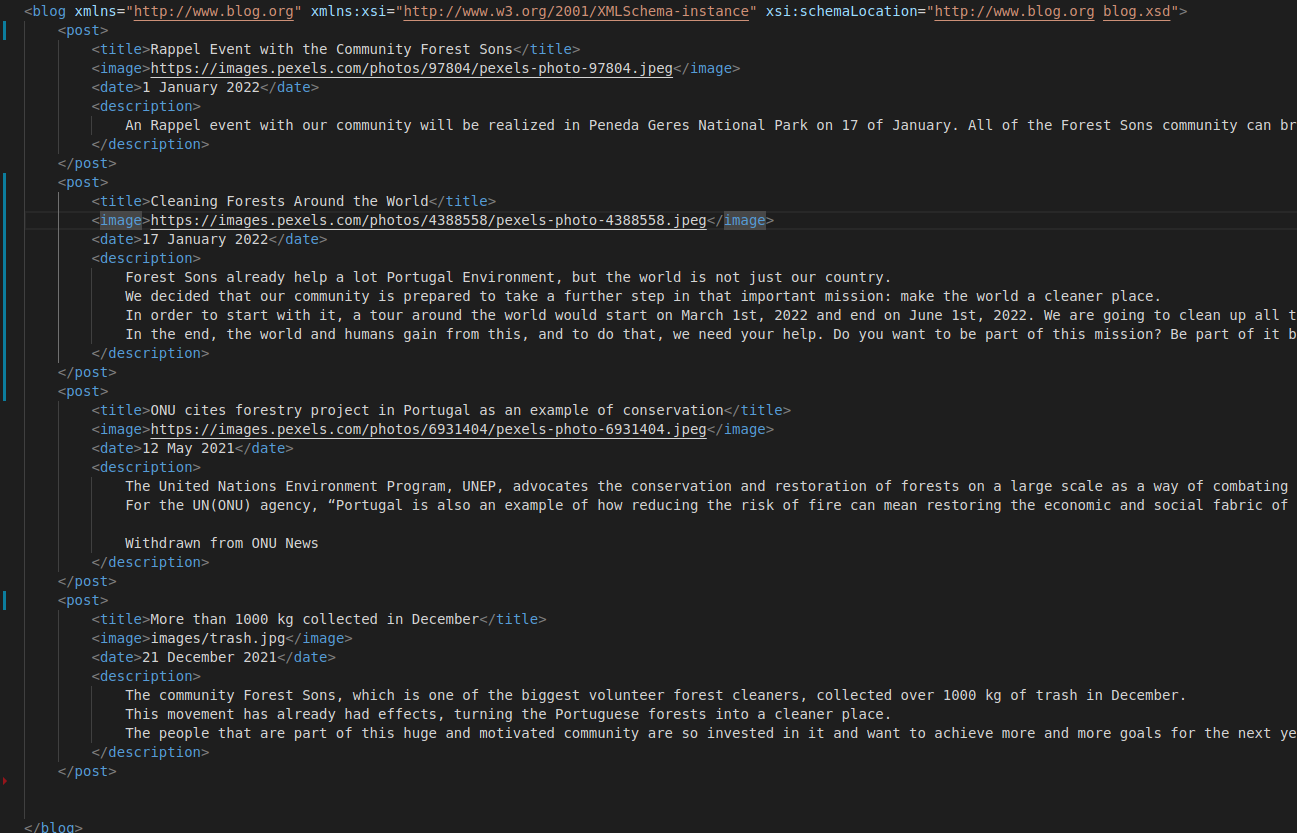 <blog xmlns="http://www.blog.org" xmlns:xsi="http://www.w3.org/2001/XMLSchema-instance" xsi:schemaLocation="http://www.blog.org blog.xsd">
<post>
<title>Rappel Event with the Community Forest Sons</title>
<image>https://images.pexels.com/photos/97804/pexels-photo-97804.jpeg</image>
<date>1 January 2022</date>
<description>
An Rappel event with our community will be realized in Peneda Geres National Park on 17 of January. All of the Forest Sons comunity can br
</description>
</post>
<post>
<title>Cleaning Forests Around the World</title>
<image>https://images.pexels.com/photos/4388558/pexels-photo-4388558.jpeg</image>
<date>17 January 2022</date>
<description>
Forest Sons already help a lot Portugal Environment, but the world is not just our country.
We decided that our community is prepared to take a further step in that important mission: make the world a cleaner place.
In order to start with it, a tour around the world would start on March 1st, 2022 and end on June 1st, 2022. We are going to clean up all t
In the end, the world and humans gain from this, and to do that, we need your help. Do you want to be part of this mission? Be part of it b
</description>
</post>
<post>
<title>ONU cites forestry project in Portugal as an example of conservation</title>
<image>https://images.pexels.com/photos/6931404/pexels-photo-6931404.jpeg</image>
<date>12 May 2021</date>
<description>
The United Nations Environment Program, UNEP, advocates the conservation and restoration of forests on a large scale as a way of combating
For the UN(ONU) agency, “Portugal is also an example of how reducing the risk of fire can mean restoring the economic and social fabric of
Withdrawn from ONU News
</description>
</post>
<post>
<title>More than 1000 kg collected in December</title>
<image>images/trash.jpg</image>
<date>21 December 2021</date>
<description>
The community Forest Sons, which is one of the biggest volunteer forest cleaners, collected over 1000 kg of trash in December.
This movement has already had effects, turning the Portuguese forests into a cleaner place.
The people that are part of this huge and motivated community are so invested in it and want to achieve more and more goals for the next ye
</description>
</post>
</blog>